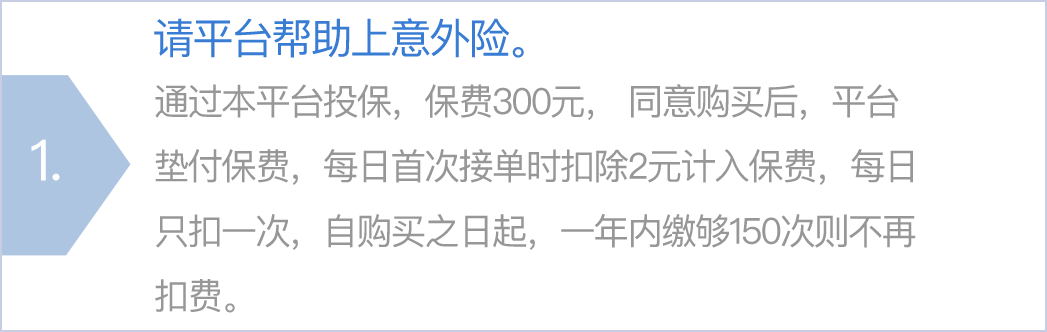 请平台帮助上意外险。
通过本平台投保，保费300元， 同意购买后，平台
1.
垫付保费，每日首次接单时扣除2元计入保费，每日
只扣一次，自购买之日起，一年内缴够150次则不再
扣费。